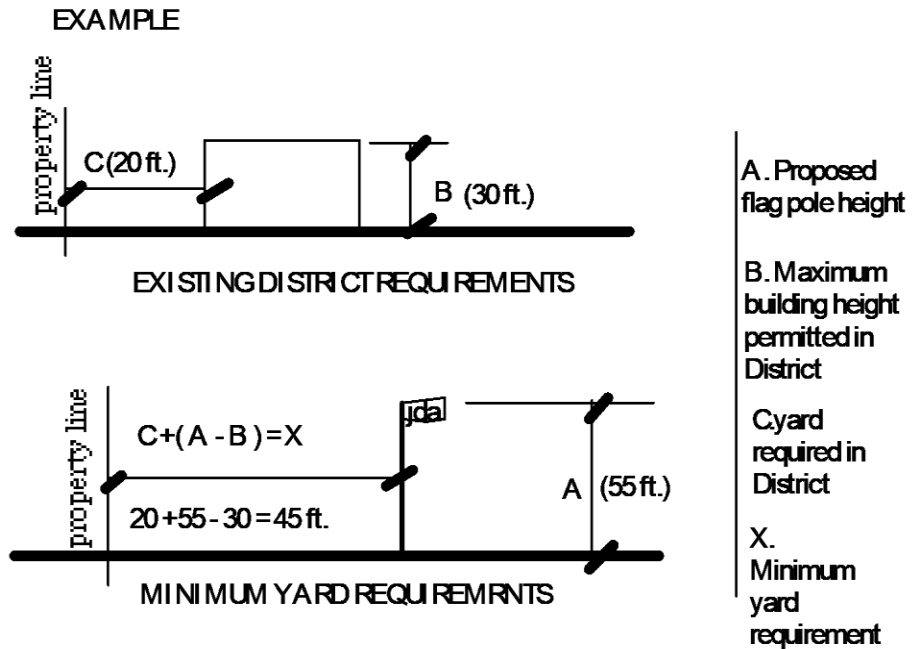 EXAMPLE
property line
C (20 ft.)
B (30 ft.)
EXISTING DISTRICT REQUIREMENTS
property line
C+(A - B) = X
20 +55 - 30 = 45 ft.
jda
A (55 ft.)
MINIMUM YARD REQUIREMRNTS
A. Proposed
flag pole height
B. Maximum
building height
permitted in
District
C.yard
required in
District
X.
Minimum
yard
requirement